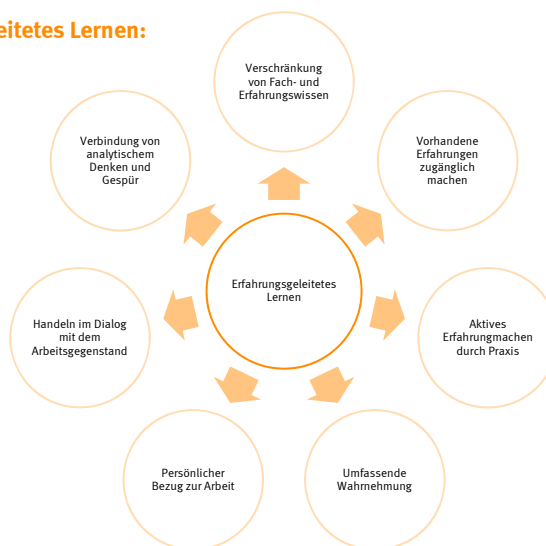 eitetes Lernen:
Verschränkung
von Fach- und
Erfahrungswissen
Vorhandene
Erfahrungen
zugänglich
machen
Aktives
Erfahrungmachen
durch Praxis
Umfassende
Wahrnehmung
Persönlicher
Bezug zur Arbeit
Handeln im Dialog
mit dem
Arbeitsgegenstand
Verbindung von
analytischem
Denken und
Gespür
Erfahrungsgeleitetes
Lernen